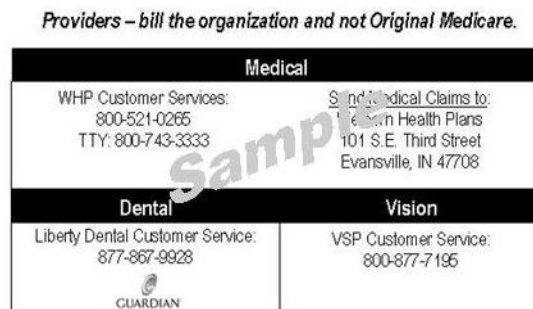 Providers – bill the organization and not Original Medicare.
Medical
WHP Customer Services:
800-521-0265
TTY: 800-743-3333
Send Medical Claims to:
Health Plans
101 S.E. Third Street
Evansville, IN 47708
Sample
Dental
Liberty Dental Customer Service:
877-867-9928
GUARDIAN
Vision
VSP Customer Service:
800-877-7195